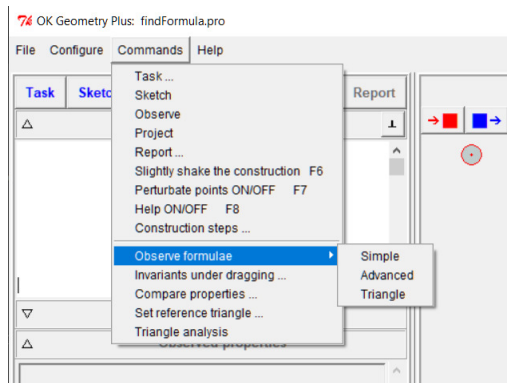 OK Geometry Plus: findFormula.pro
File Configure Commands Help
Task Sketc Report
Task ...
Sketch
Observe
Project
Report ...
Slightly shake the construction F6
Perturbate points ON/OFF F7
Help ON/OFF F8
Construction steps ...
Observe formulae
Simple
Advanced
Triangle
Invariants under dragging ...
Compare properties ...
Set reference triangle ...
Triangle analysis
Observed properties